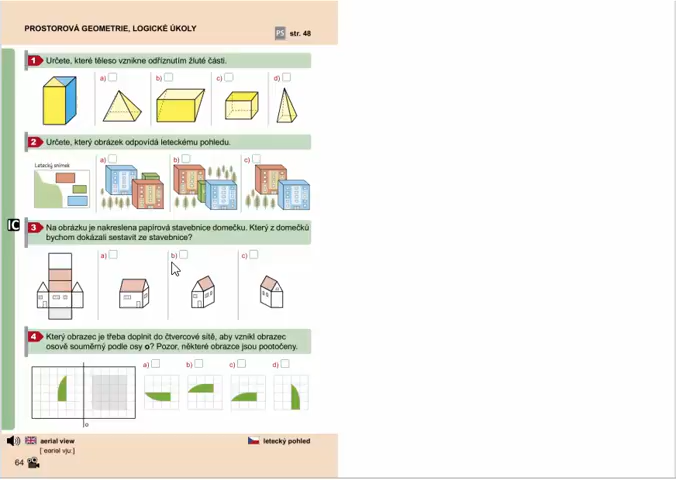 PROSTOROVÁ GEOMETRIE, LOGICKÉ ÚKOLY
PS str. 48
1 Určete, které těleso vznikne odříznutím žluté části.
a) b) c) d)
2 Určete, který obrázek odpovídá leteckému pohledu.
Letecký snímek
a) b) c)
IC
3 Na obrázku je nakreslena papírová stavebnice domečku. Který z domečků
bychom dokázali sestavit ze stavebnice?
a) b) c)
4 Který obrazec je třeba doplnit do čtvercové sítě, aby vznikl obrazec
osově souměrný podle osy o? Pozor, některé obrazce jsou pootočeny.
a) b) c) d)
o
aerial view
letecký pohled
[ˈeəriəl vjuː]
64